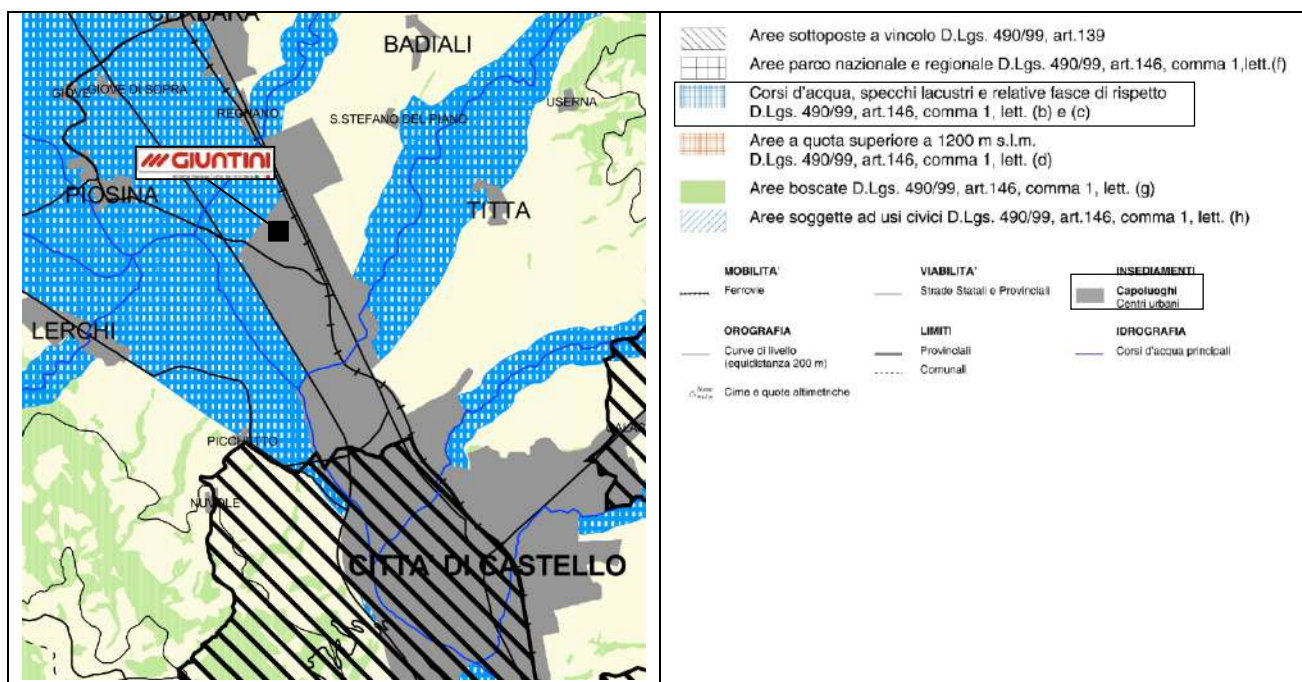 CERBARA
BADIALI
GIOVE
GIOVE DI SOPRA
REGNANO
S.STEFANO DEL PIANO
USERNA
GIUNTINI
PIOSINA
TITTA
LERCHI
PICCHETTO
NUVOLE
CITTA' DI CASTELLO
Aree sottoposte a vincolo D.Lgs. 490/99, art.139
Aree parco nazionale e regionale D.Lgs. 490/99, art.146, comma 1,lett.(f)
Corsi d'acqua, specchi lacustri e relative fasce di rispetto
D.Lgs. 490/99, art.146, comma 1, lett. (b) e (c)
Aree a quota superiore a 1200 m s.l.m.
D.Lgs. 490/99, art.146, comma 1, lett. (d)
Aree boscate D.Lgs. 490/99, art.146, comma 1, lett. (g)
Aree soggette ad usi civici D.Lgs. 490/99, art.146, comma 1, lett. (h)
MOBILITA'
Ferrovie
VIABILITA'
Strade Statali e Provinciali
INSEDIAMENTI
Capoluoghi
Centri urbani
OROGRAFIA
Curve di livello
(equidistanza 200 m)
Cime e quote altimetriche
LIMITI
Provinciali
Comunali
IDROGRAFIA
Corsi d'acqua principali